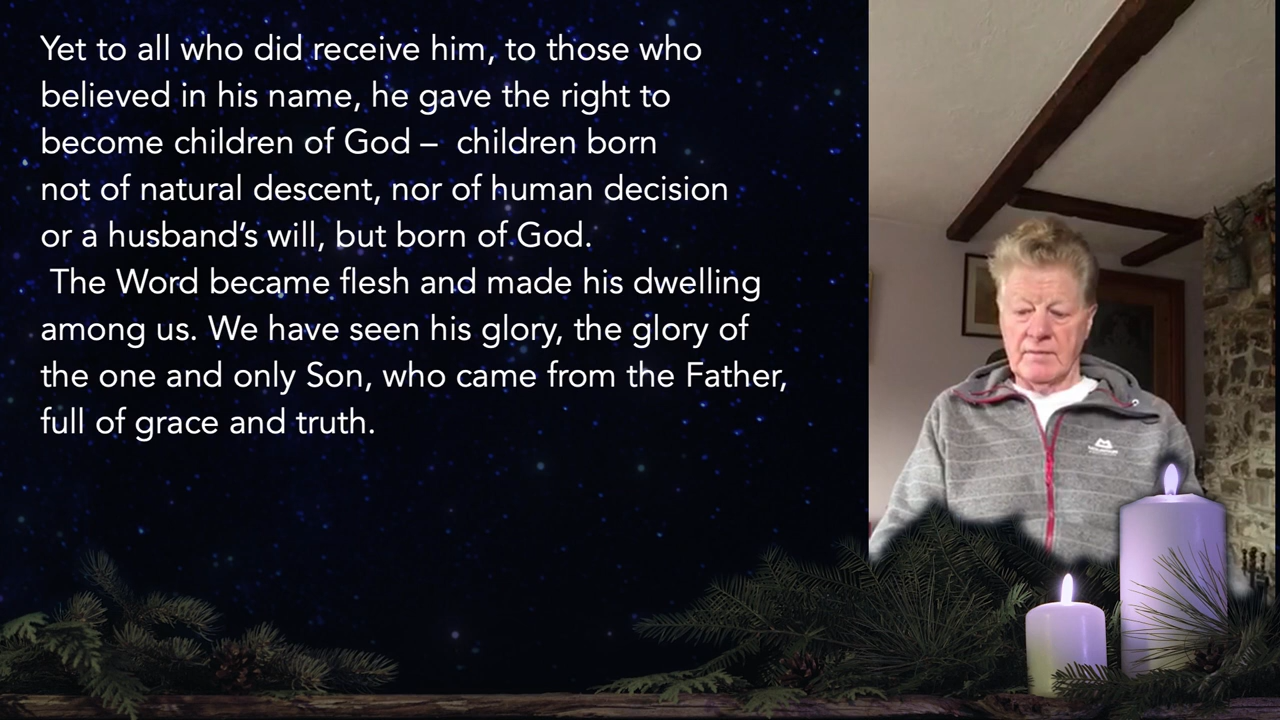 Yet to all who did receive him, to those who
believed in his name, he gave the right to
become children of God –  children born
not of natural descent, nor of human decision
or a husband’s will, but born of God.
The Word became flesh and made his dwelling
among us. We have seen his glory, the glory of
the one and only Son, who came from the Father,
full of grace and truth.